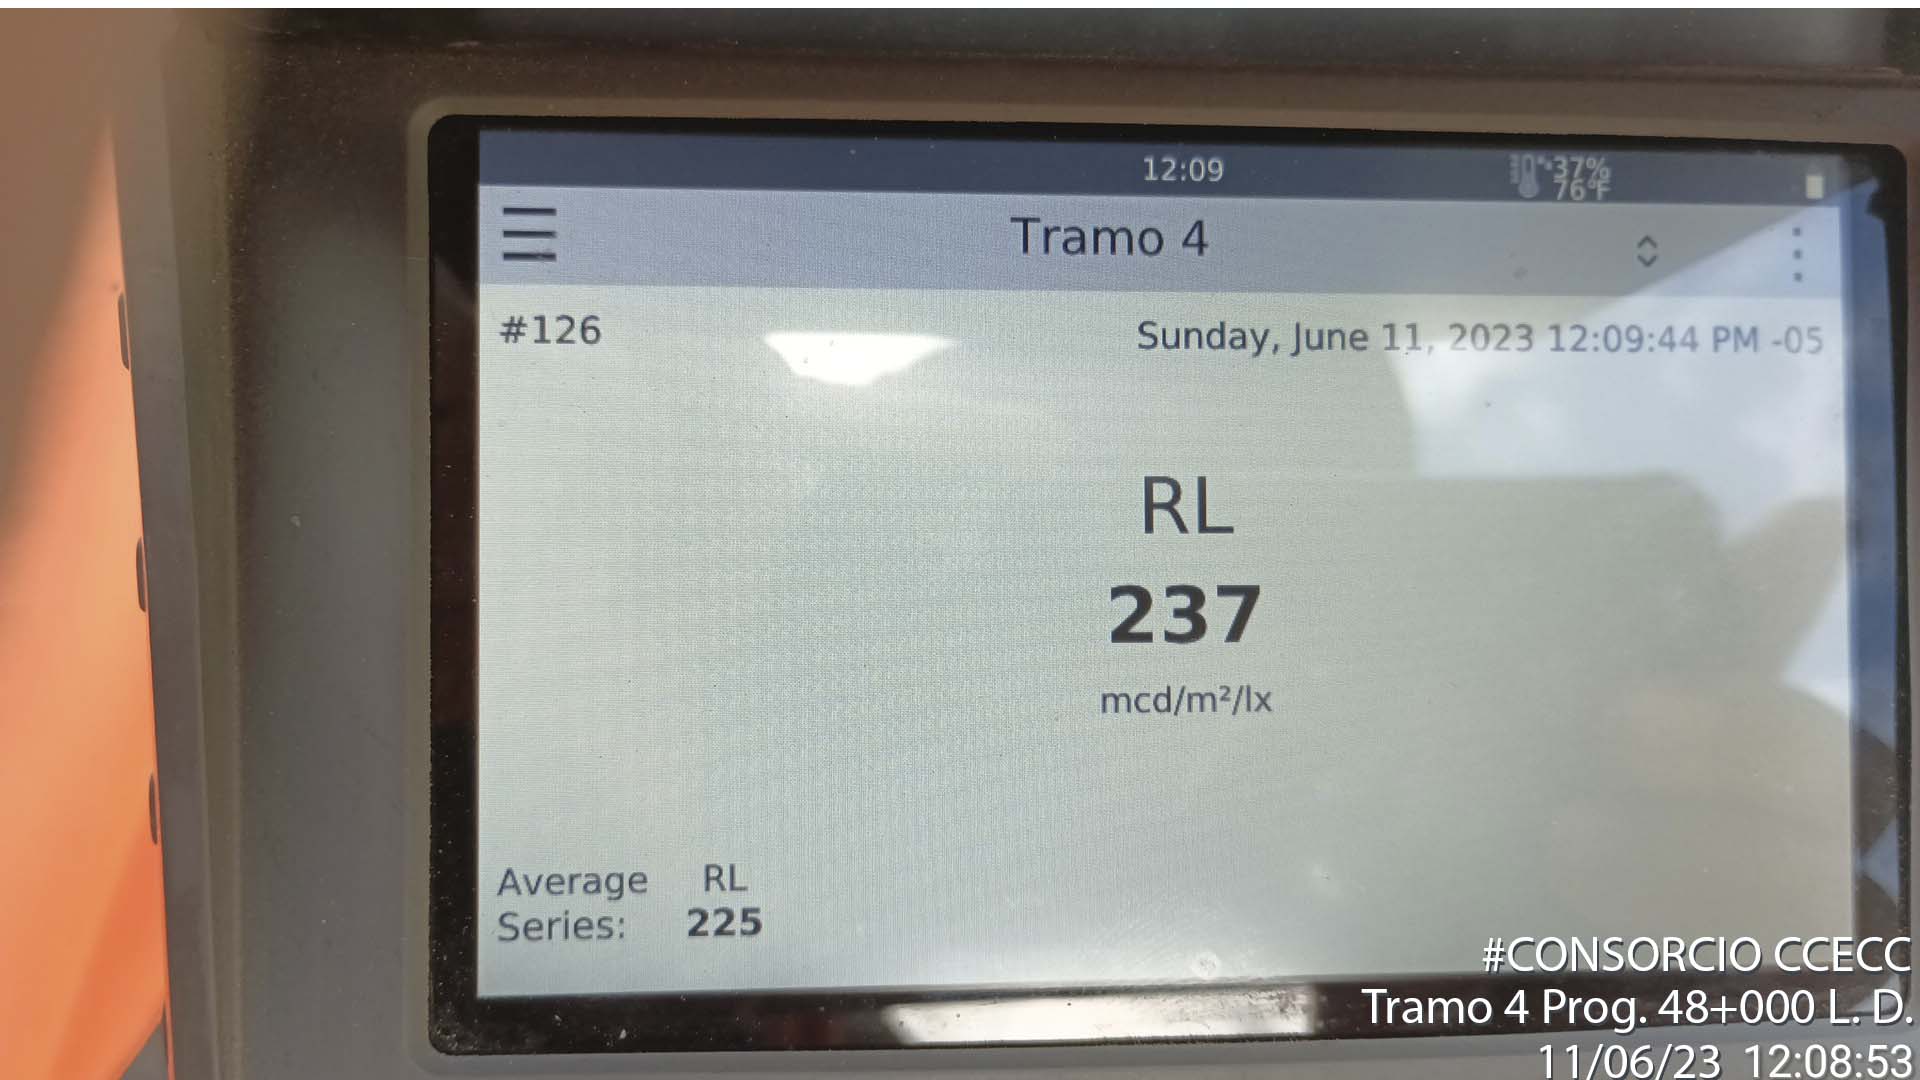 12:09
37%
76°F
Tramo 4
#126
Sunday, June 11, 2023 12:09:44 PM -05
RL
237
mcd/m²/lx
Average RL
Series: 225
#CONSORCIO CCECC
Tramo 4 Prog. 48+000 L. D.
11/06/23 12:08:53